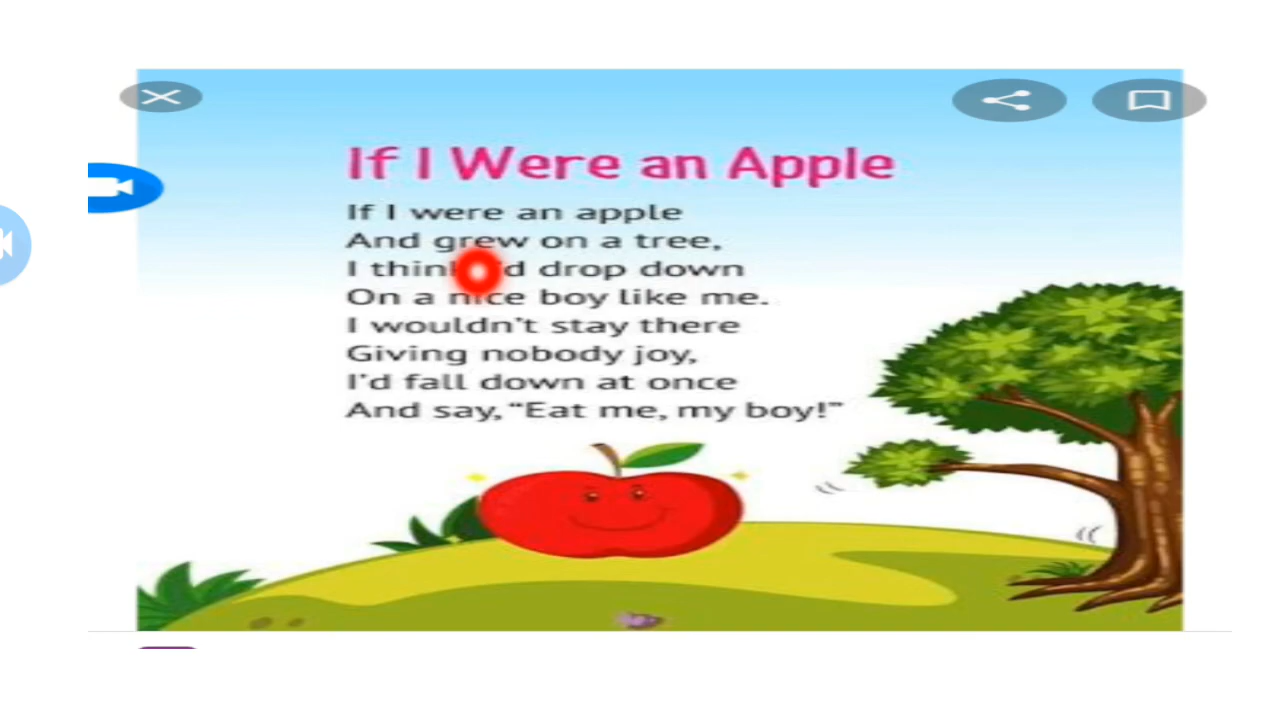 If I Were an Apple
If I were an apple
And grew on a tree,
I think I'd drop down
On a nice boy like me.
I wouldn't stay there
Giving nobody joy,
I'd fall down at once
And say, “Eat me, my boy!”